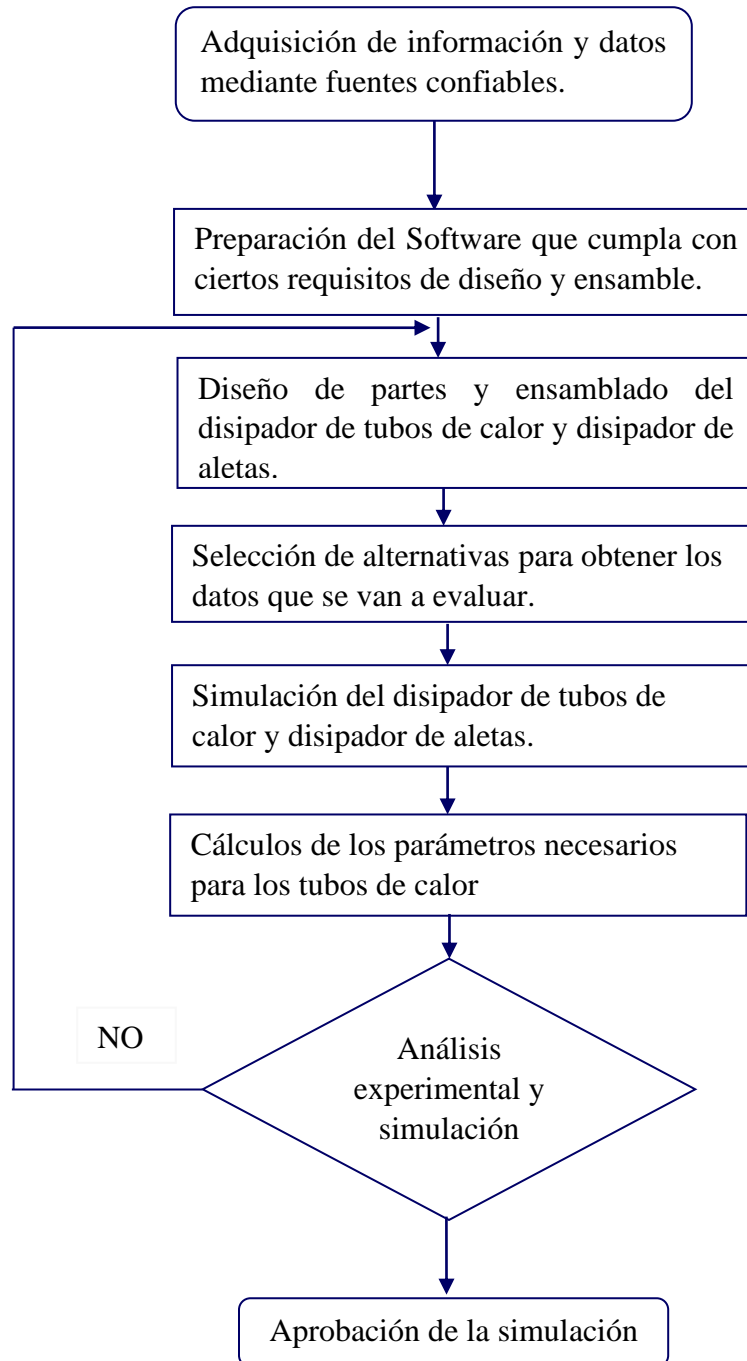 Adquisición de información y datos
mediante fuentes confiables.
Preparación del Software que cumpla con
ciertos requisitos de diseño y ensamble.
Diseño de partes y ensamblado del
disipador de tubos de calor y disipador de
aletas.
Selección de alternativas para obtener los
datos que se van a evaluar.
Simulación del disipador de tubos de
calor y disipador de aletas.
Cálculos de los parámetros necesarios
para los tubos de calor
NO
Análisis
experimental y
simulación
Aprobación de la simulación